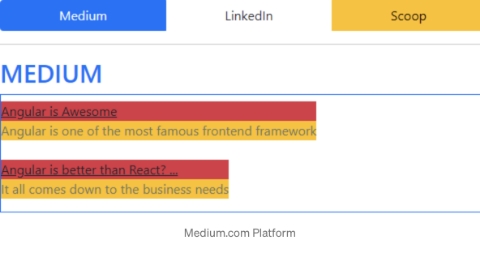 Medium LinkedIn Scoop
MEDIUM
Angular is Awesome
Angular is one of the most famous frontend framework
Angular is better than React? ...
It all comes down to the business needs
Medium.com Platform